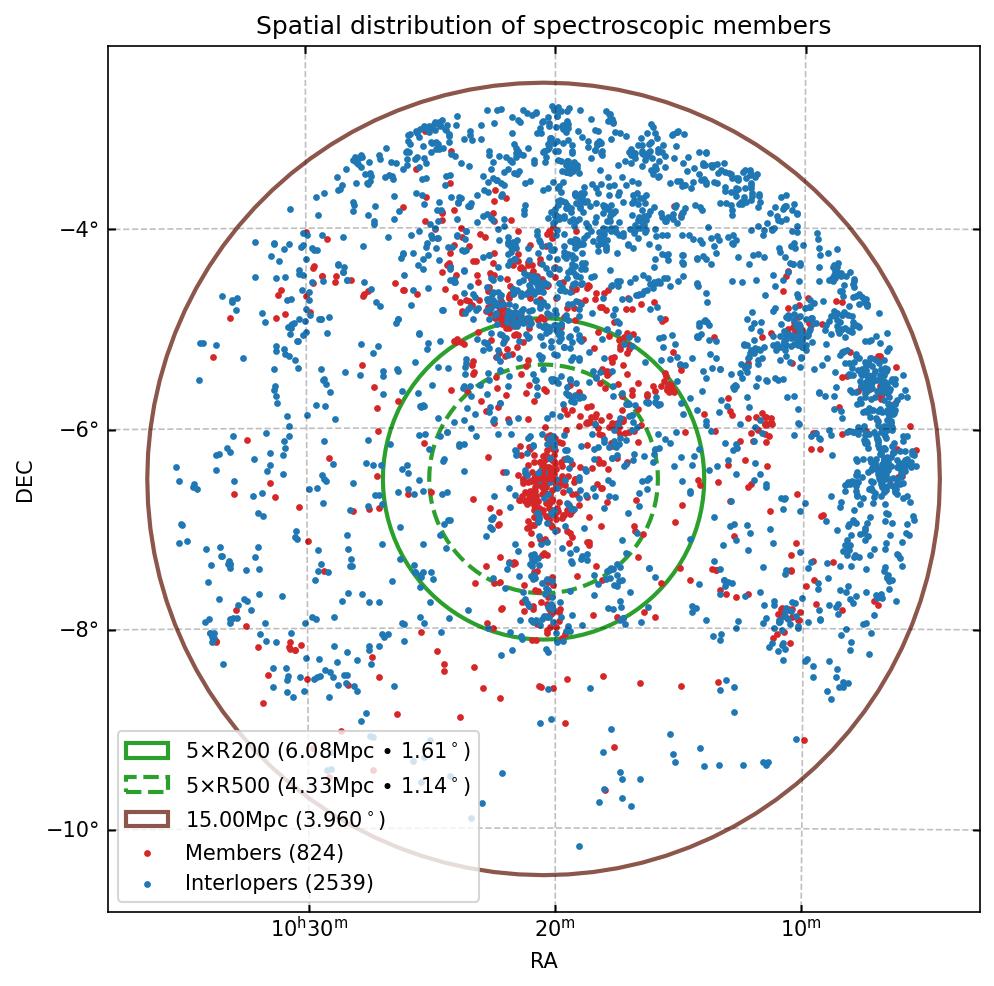 Spatial distribution of spectroscopic members
−4°
−6°
−8°
−10°
DEC
5×R200 (6.08Mpc • 1.61°)
5×R500 (4.33Mpc • 1.14°)
15.00Mpc (3.960°)
Members (824)
Interlopers (2539)
10ʰ30ᵐ 20ᵐ 10ᵐ
RA